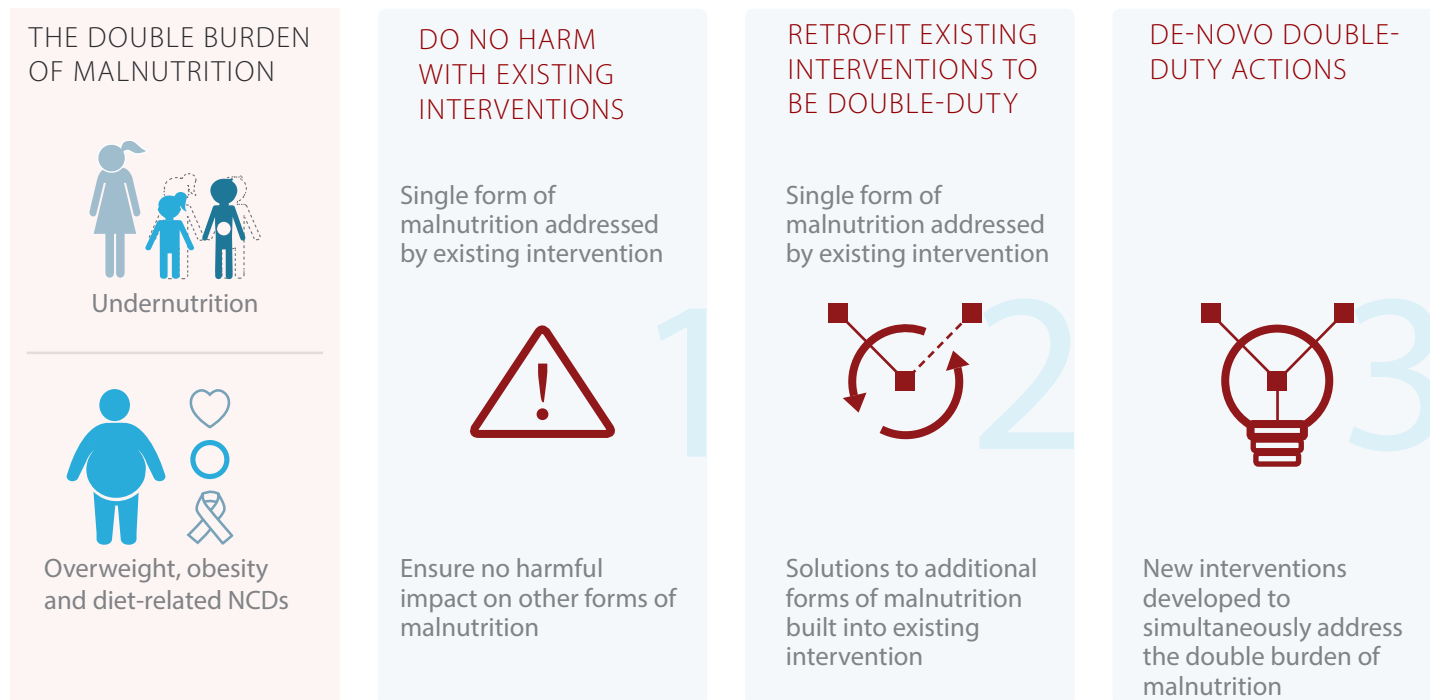 THE DOUBLE BURDEN
OF MALNUTRITION
Undernutrition
Overweight, obesity
and diet-related NCDs
DO NO HARM
WITH EXISTING
INTERVENTIONS
Single form of
malnutrition addressed
by existing intervention
!
1
Ensure no harmful
impact on other forms of
malnutrition
RETROFIT EXISTING
INTERVENTIONS TO
BE DOUBLE-DUTY
Single form of
malnutrition addressed
by existing intervention
2
Solutions to additional
forms of malnutrition
built into existing
intervention
DE-NOVO DOUBLE-
DUTY ACTIONS
3
New interventions
developed to
simultaneously address
the double burden of
malnutrition